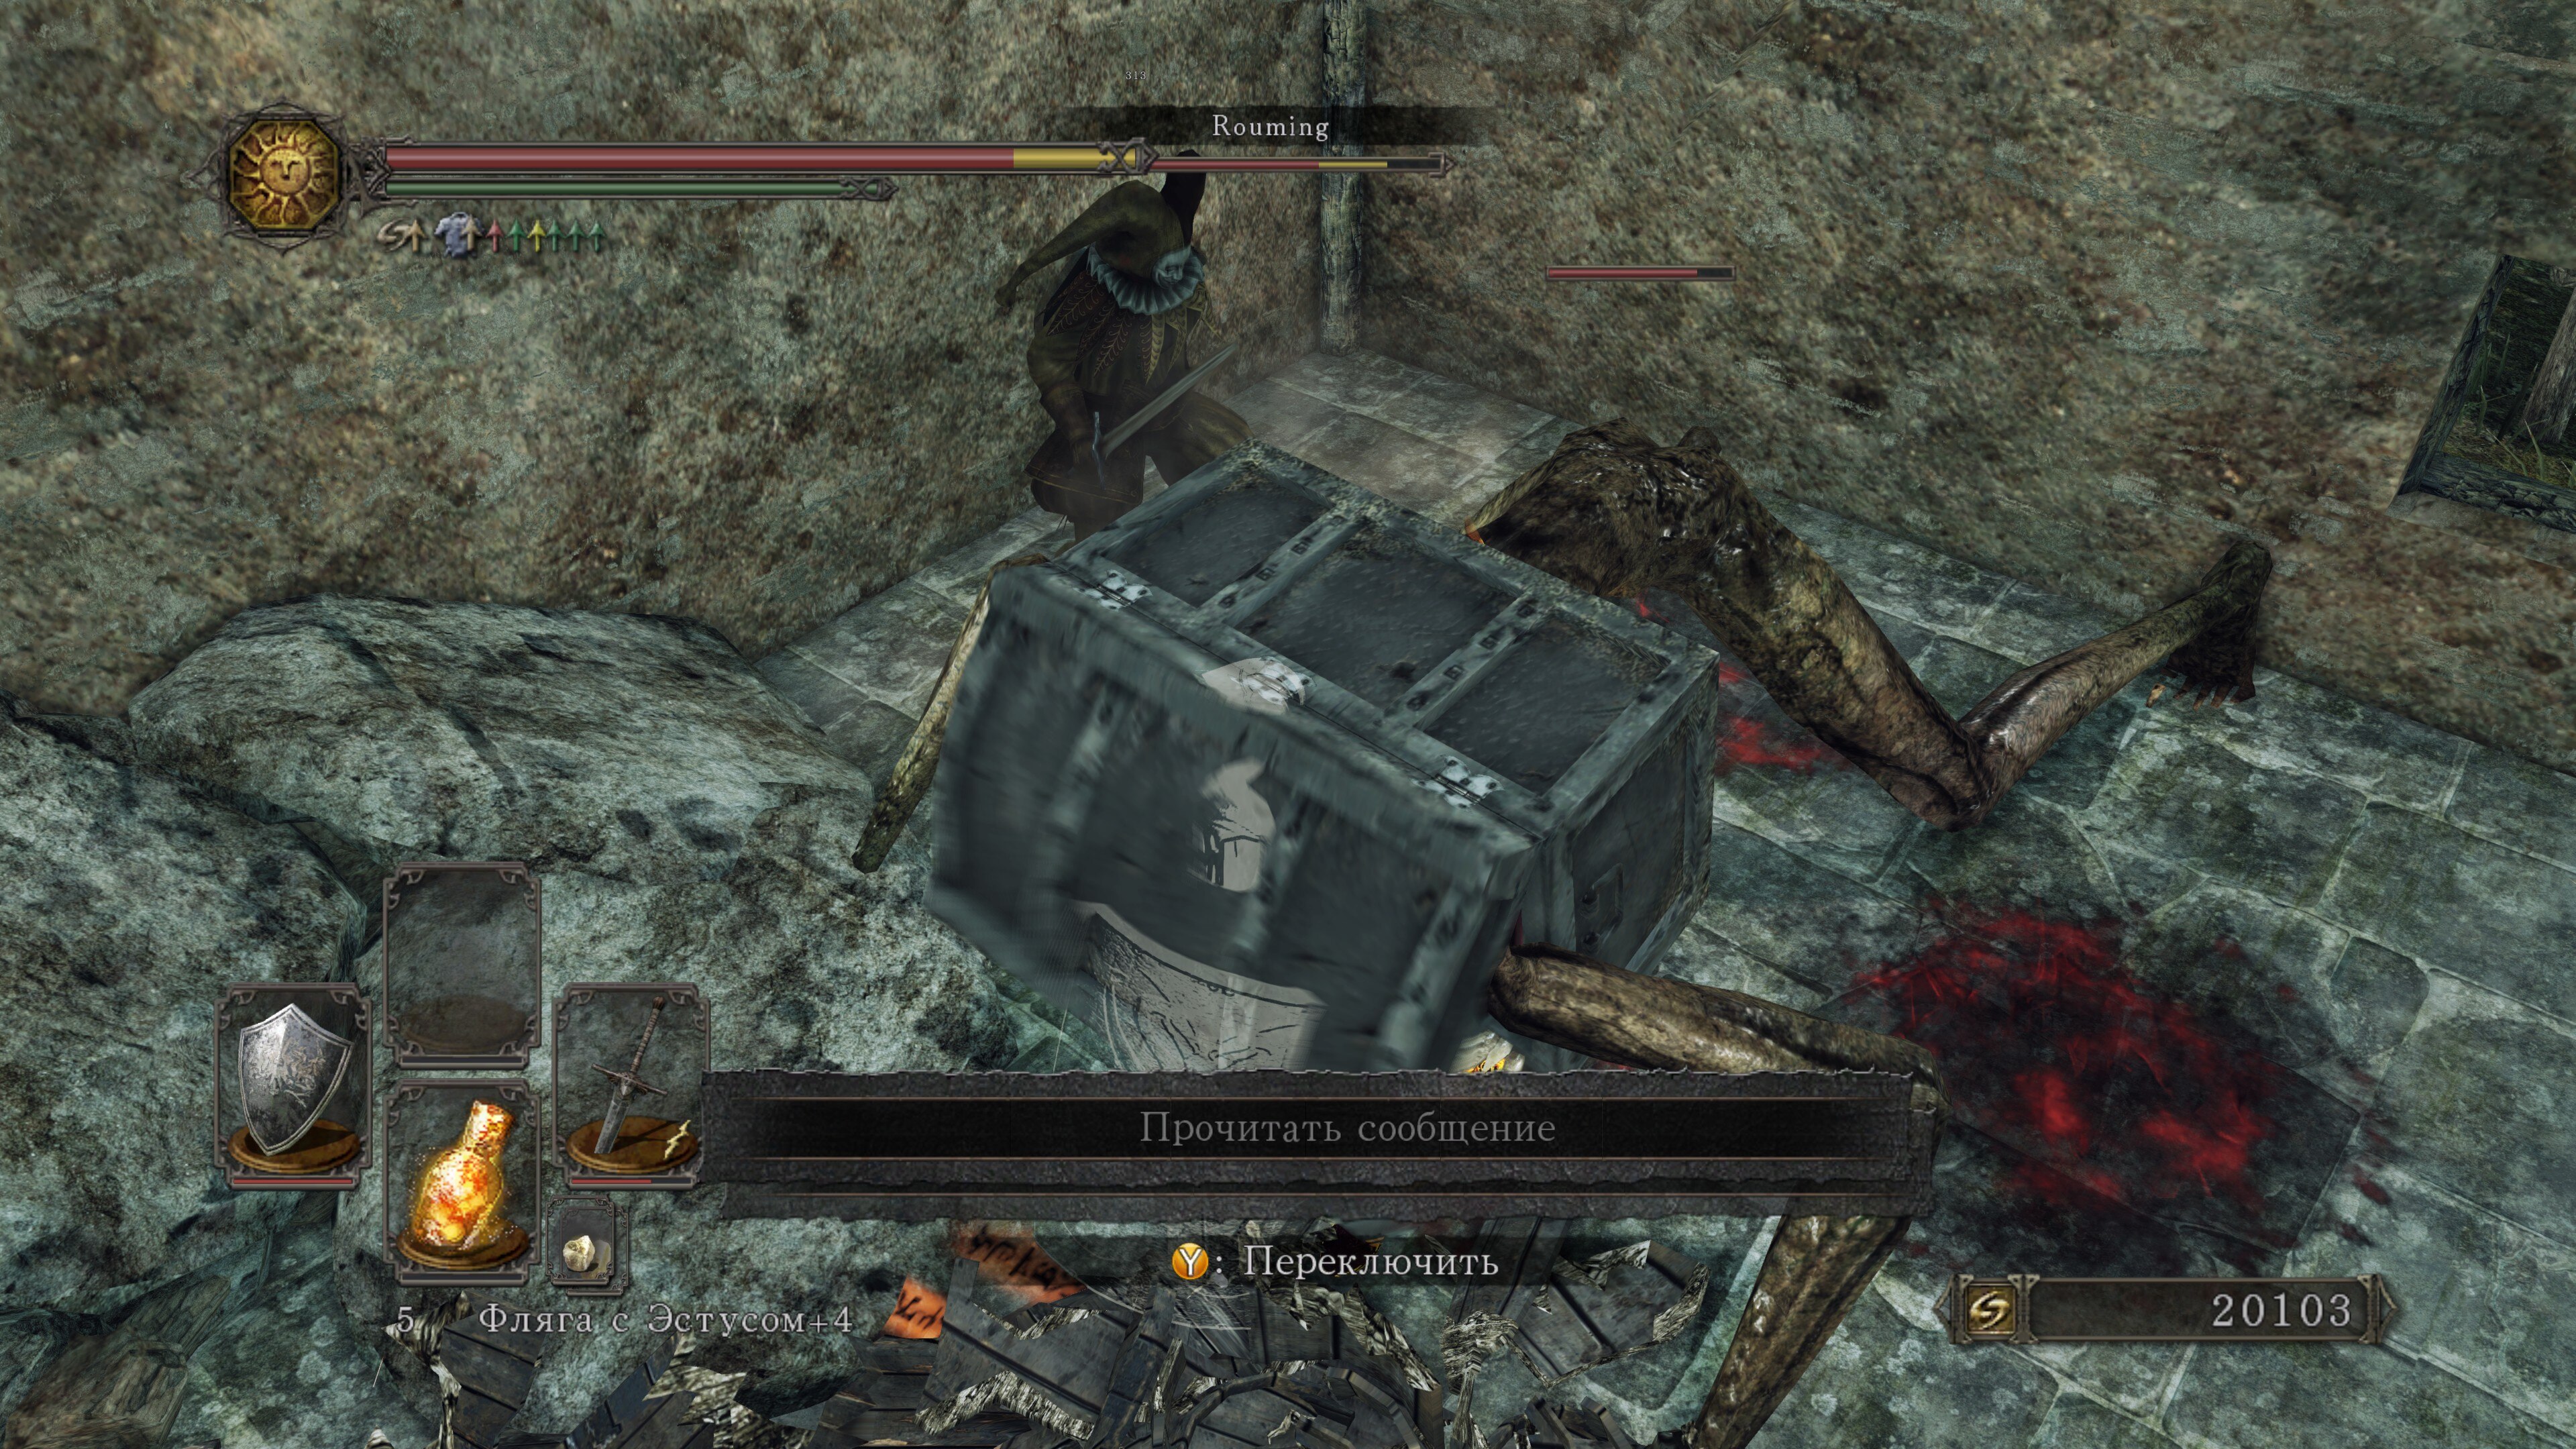 313
Rouming
Прочитать сообщение
Y: Переключить
5 Фляга с Эстусом+4
20103